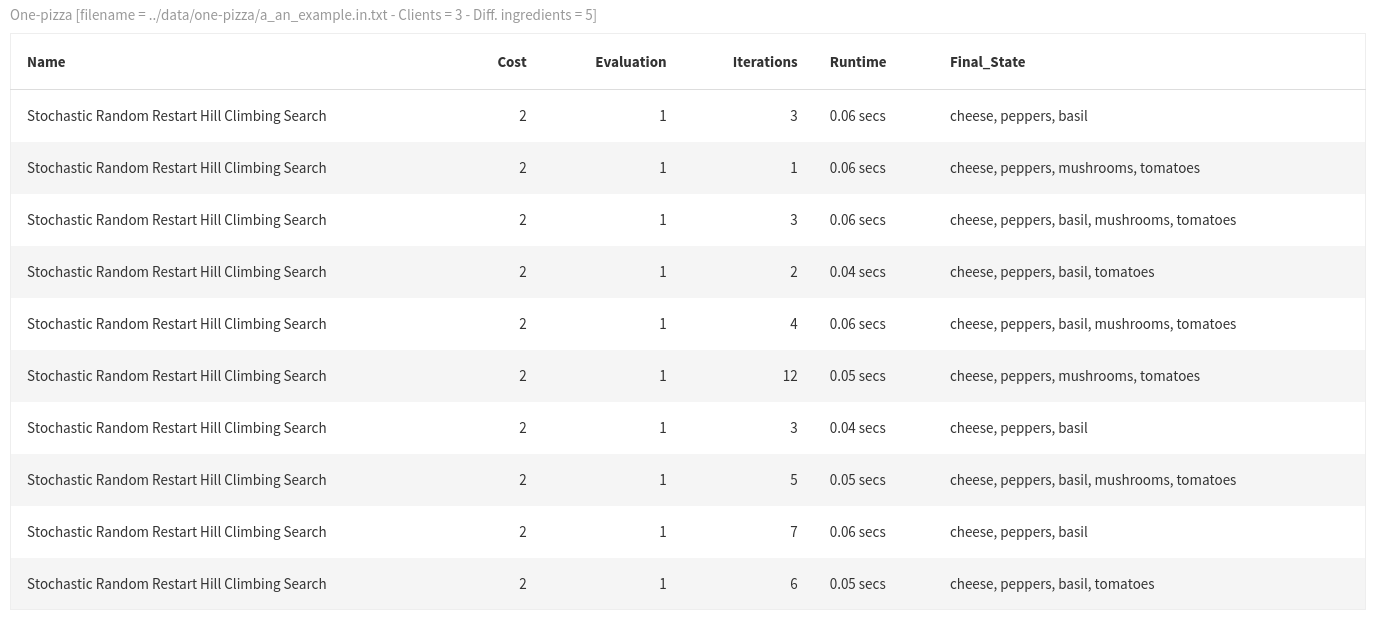 One-pizza [filename = ../data/one-pizza/a_an_example.in.txt - Clients = 3 - Diff. ingredients = 5]
Name Cost Evaluation Iterations Runtime Final_State
Stochastic Random Restart Hill Climbing Search 2 1 3 0.06 secs cheese, peppers, basil
Stochastic Random Restart Hill Climbing Search 2 1 1 0.06 secs cheese, peppers, mushrooms, tomatoes
Stochastic Random Restart Hill Climbing Search 2 1 3 0.06 secs cheese, peppers, basil, mushrooms, tomatoes
Stochastic Random Restart Hill Climbing Search 2 1 2 0.04 secs cheese, peppers, basil, tomatoes
Stochastic Random Restart Hill Climbing Search 2 1 4 0.06 secs cheese, peppers, basil, mushrooms, tomatoes
Stochastic Random Restart Hill Climbing Search 2 1 12 0.05 secs cheese, peppers, mushrooms, tomatoes
Stochastic Random Restart Hill Climbing Search 2 1 3 0.04 secs cheese, peppers, basil
Stochastic Random Restart Hill Climbing Search 2 1 5 0.05 secs cheese, peppers, basil, mushrooms, tomatoes
Stochastic Random Restart Hill Climbing Search 2 1 7 0.06 secs cheese, peppers, basil
Stochastic Random Restart Hill Climbing Search 2 1 6 0.05 secs cheese, peppers, basil, tomatoes